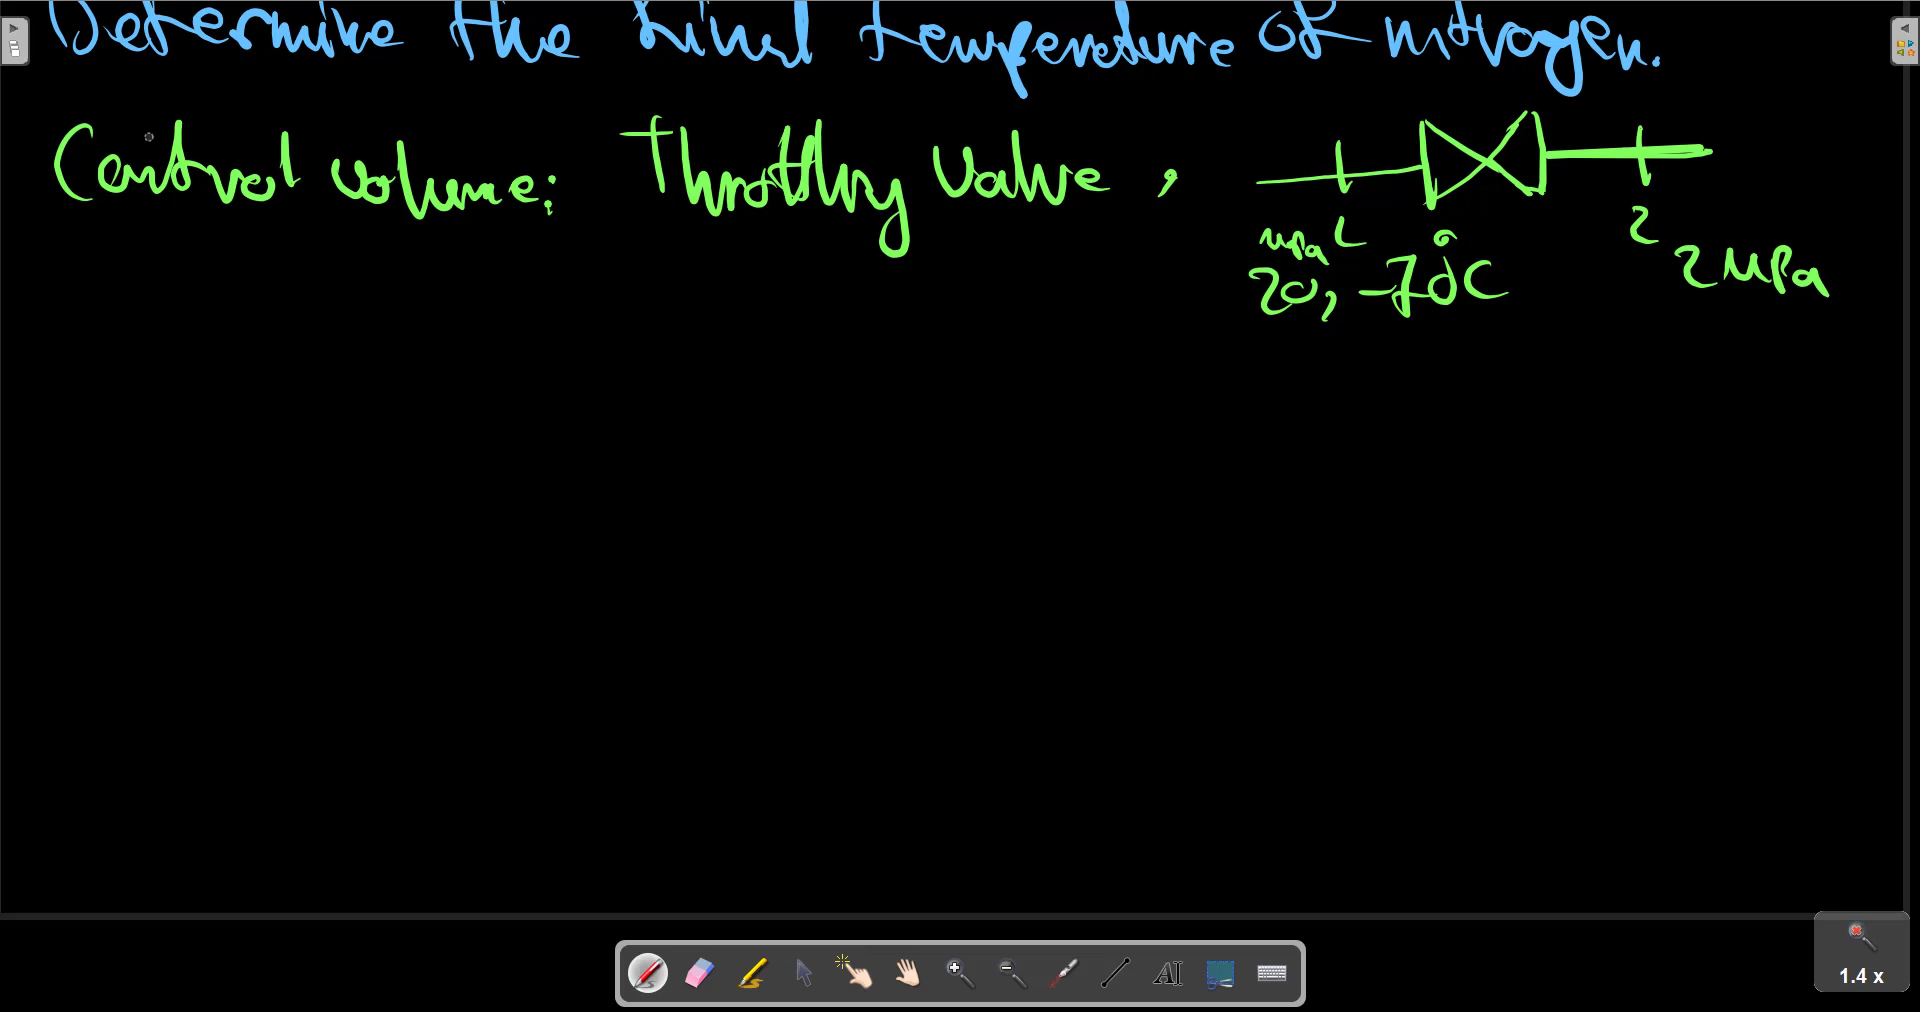 Determine the final temperature of nitrogen.
Control volume: Throttling Valve,
1
2
MPa
20, -70°C
2 MPa
AI
1.4 x